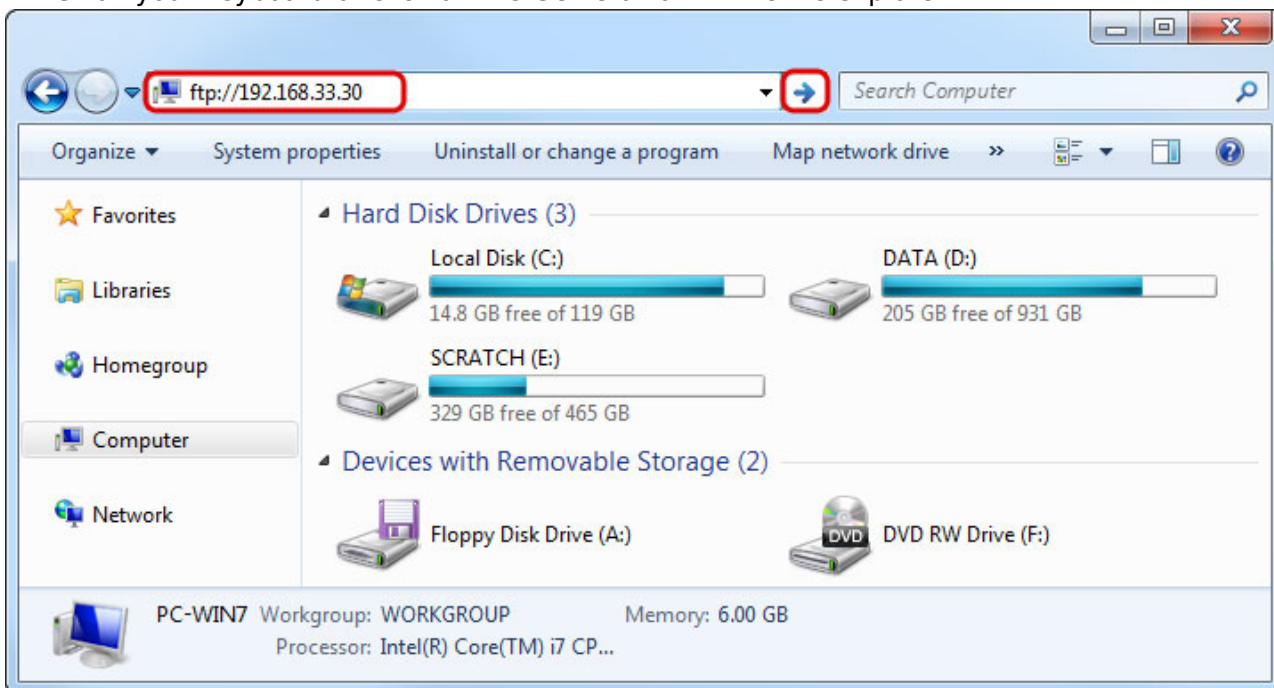 ftp://192.168.33.30
Search Computer
Organize System properties Uninstall or change a program Map network drive »
Favorites
Libraries
Homegroup
Computer
Network
Hard Disk Drives (3)
Local Disk (C:)
14.8 GB free of 119 GB
DATA (D:)
205 GB free of 931 GB
SCRATCH (E:)
329 GB free of 465 GB
Devices with Removable Storage (2)
Floppy Disk Drive (A:)
DVD
DVD RW Drive (F:)
PC-WIN7 Workgroup: WORKGROUP Memory: 6.00 GB
Processor: Intel(R) Core(TM) i7 CP...